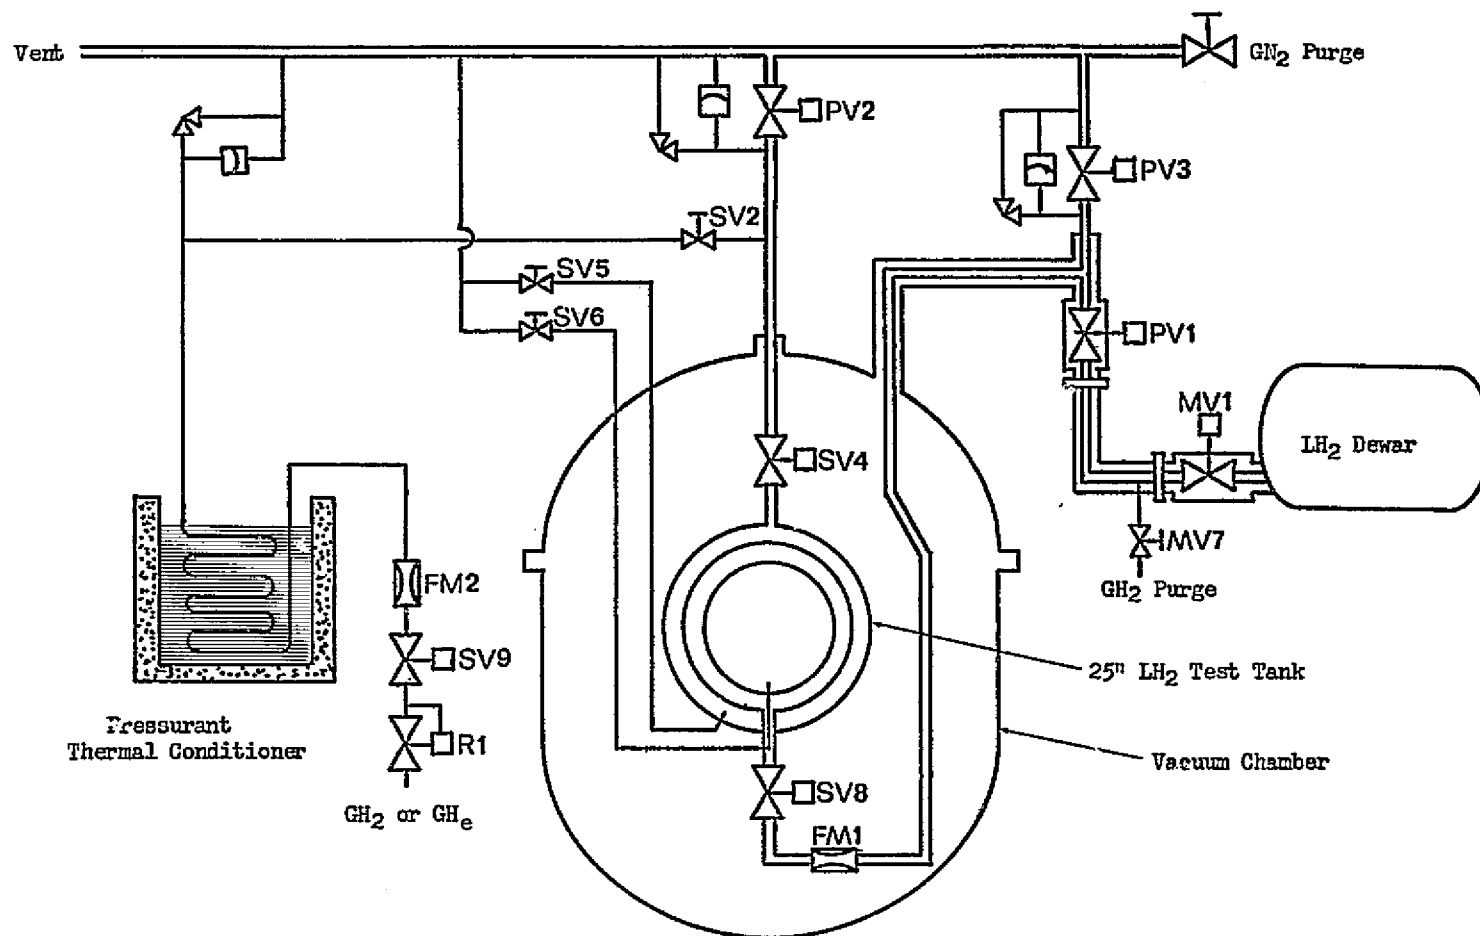 Vent
GN2 Purge
PV2
PV3
SV2
SV5
SV6
PV1
MV1
LH2 Dewar
SV4
MV7
GH2 Purge
FM2
SV9
25" LH2 Test Tank
Pressurant
Thermal Conditioner
R1
Vacuum Chamber
SV8
GH2 or GHe
FM1